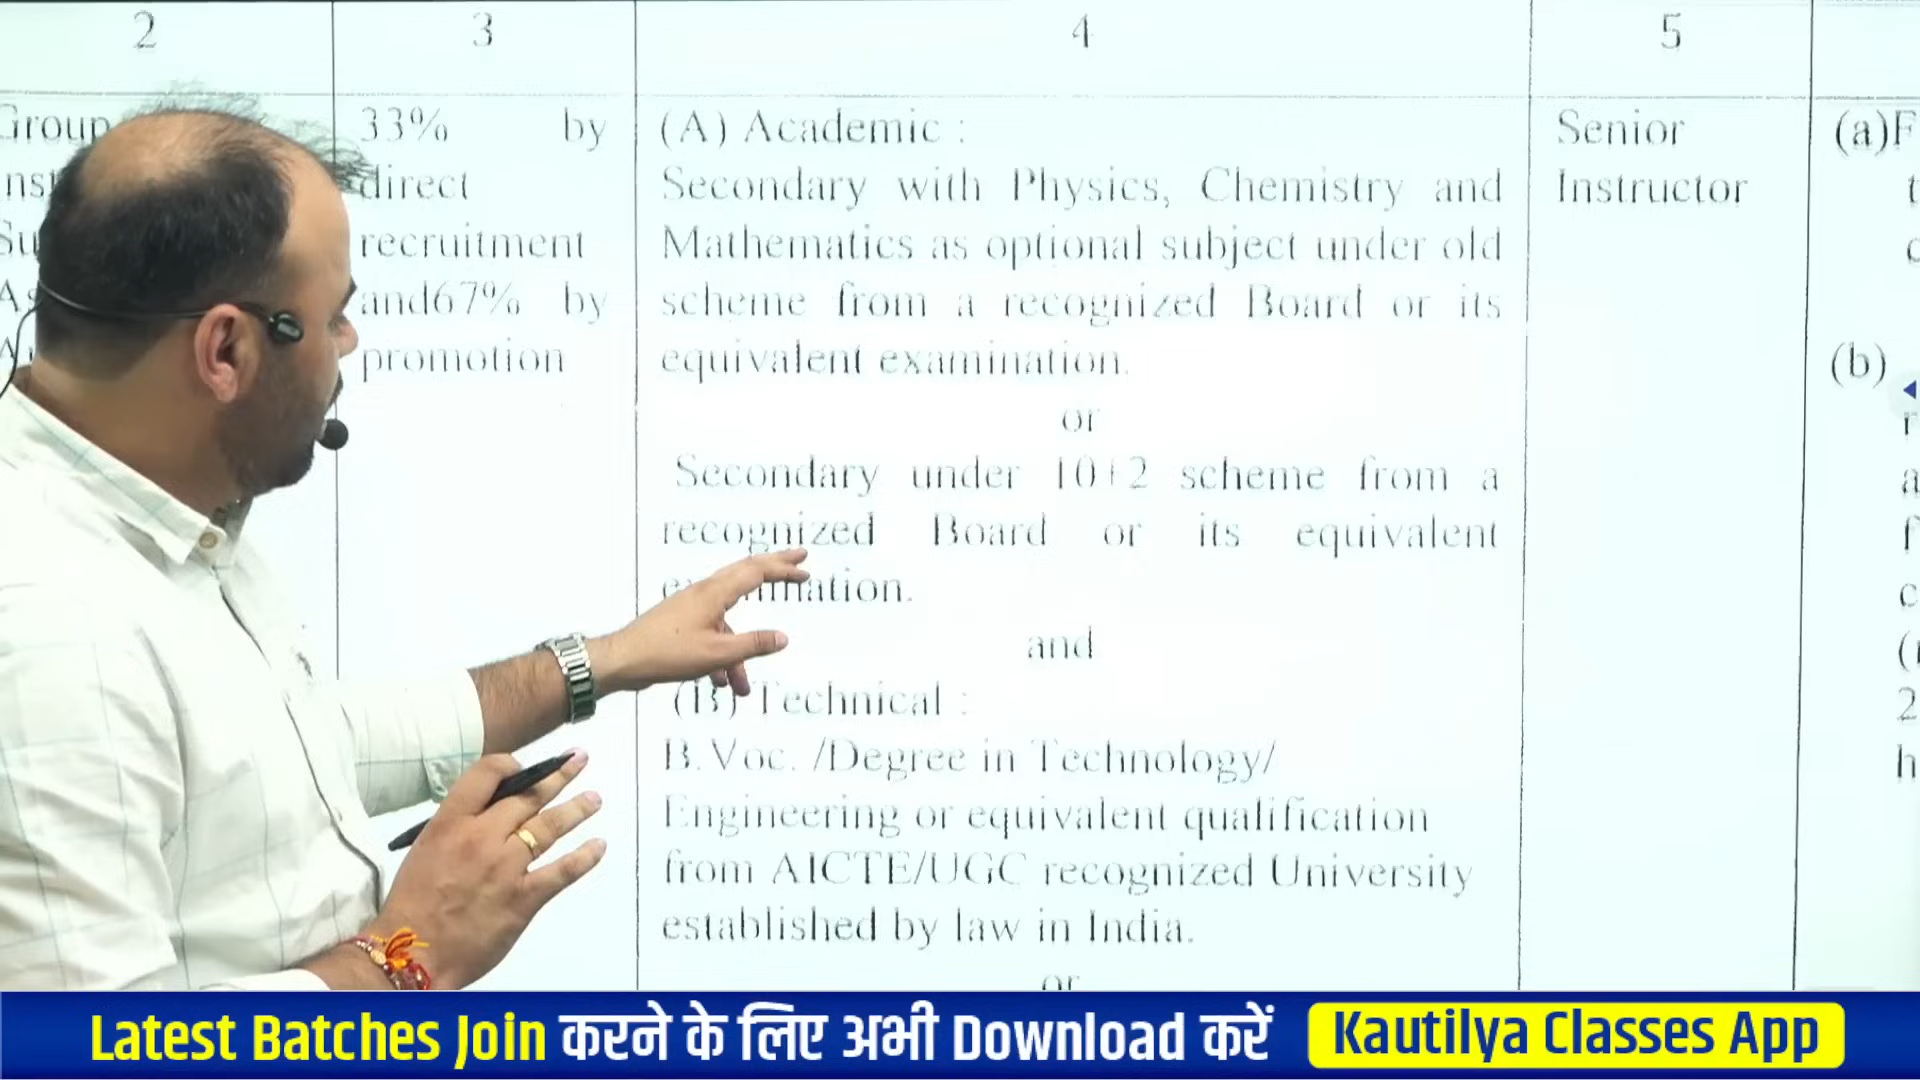 2 3 4 5
Group 33% by (A) Academic : Senior (a)F
direct Secondary with Physics, Chemistry and Instructor
recruitment Mathematics as optional subject under old
and67% by scheme from a recognized Board or its
promotion equivalent examination. (b)
or
Secondary under 10+2 scheme from a
recognized Board or its equivalent
examination.
and
(B) Technical :
B.Voc. /Degree in Technology/
Engineering or equivalent qualification
from AICTE/UGC recognized University
established by law in India.
or
Latest Batches Join करने के लिए अभी Download करें Kautilya Classes App